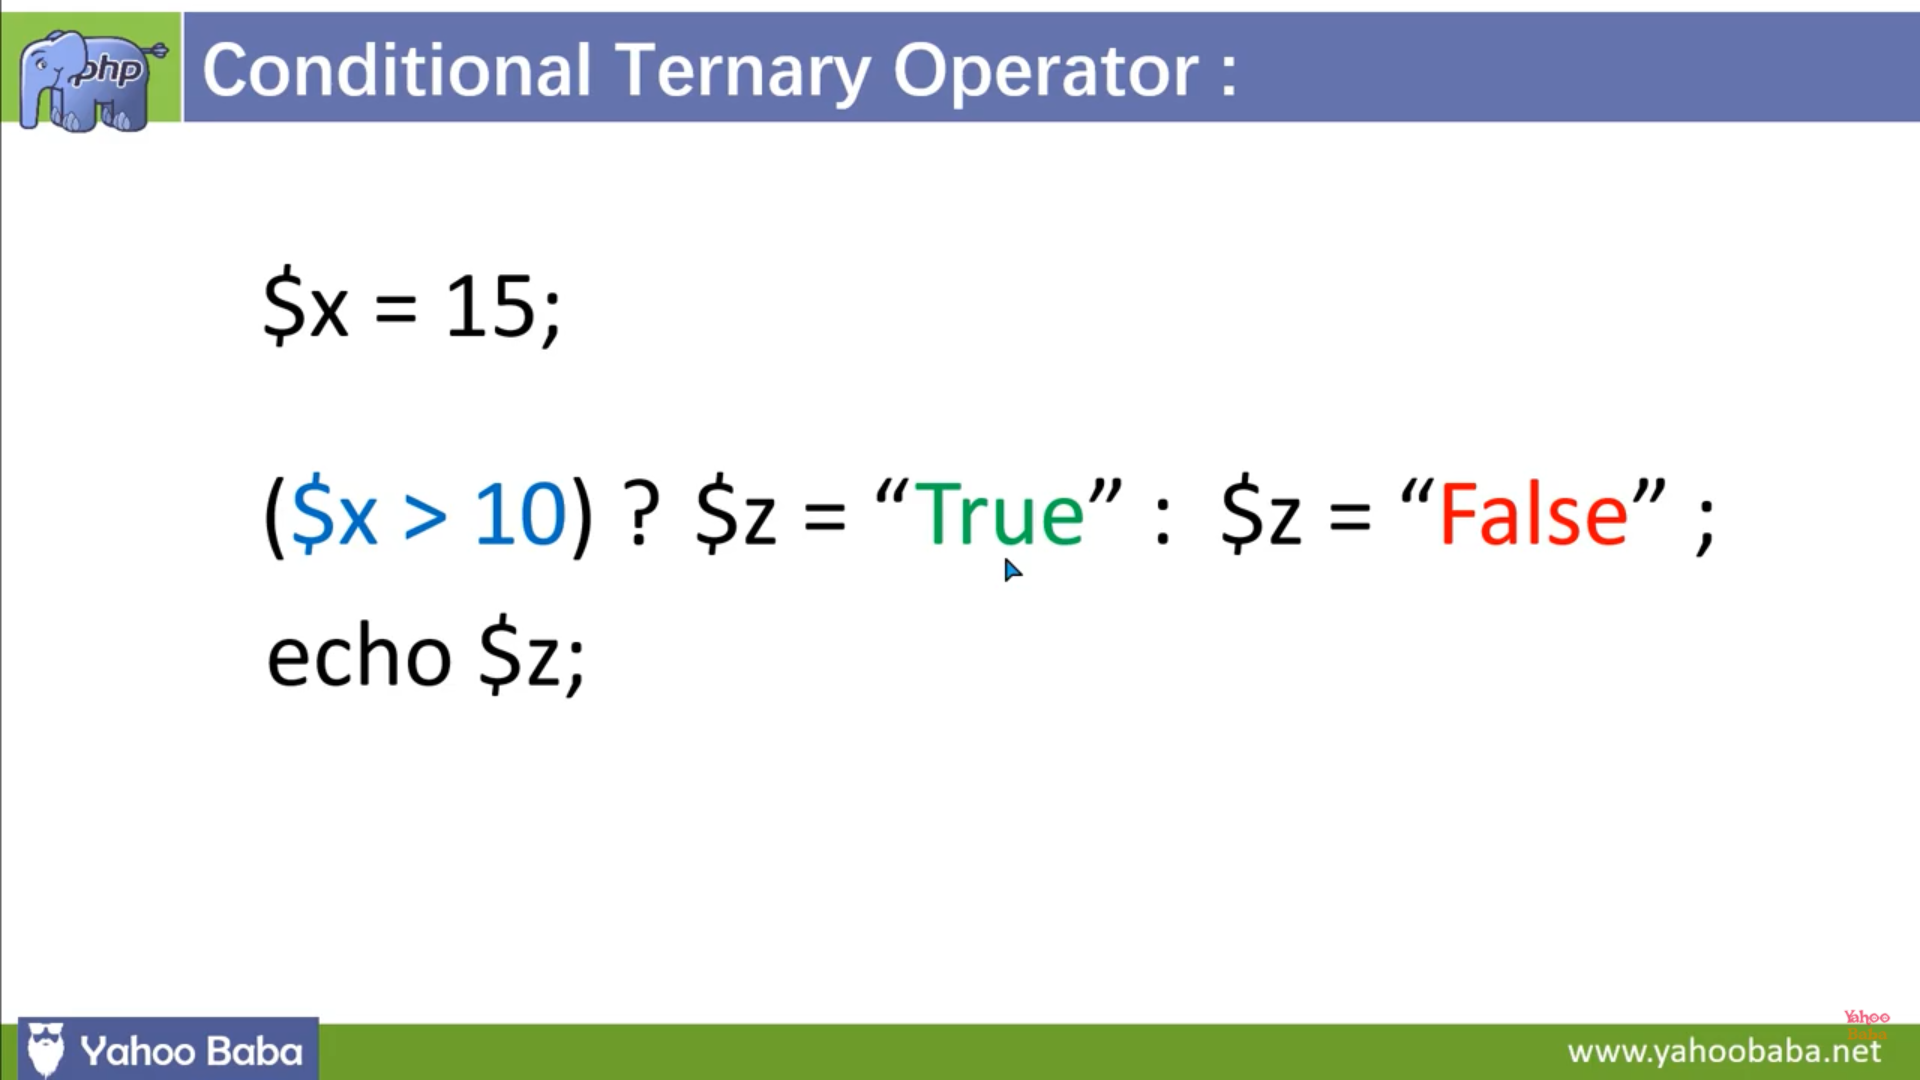 php
Conditional Ternary Operator :
$x = 15;
($x > 10) ? $z = “True” : $z = “False” ;
echo $z;
Yahoo
Baba
Yahoo Baba
www.yahoobaba.net